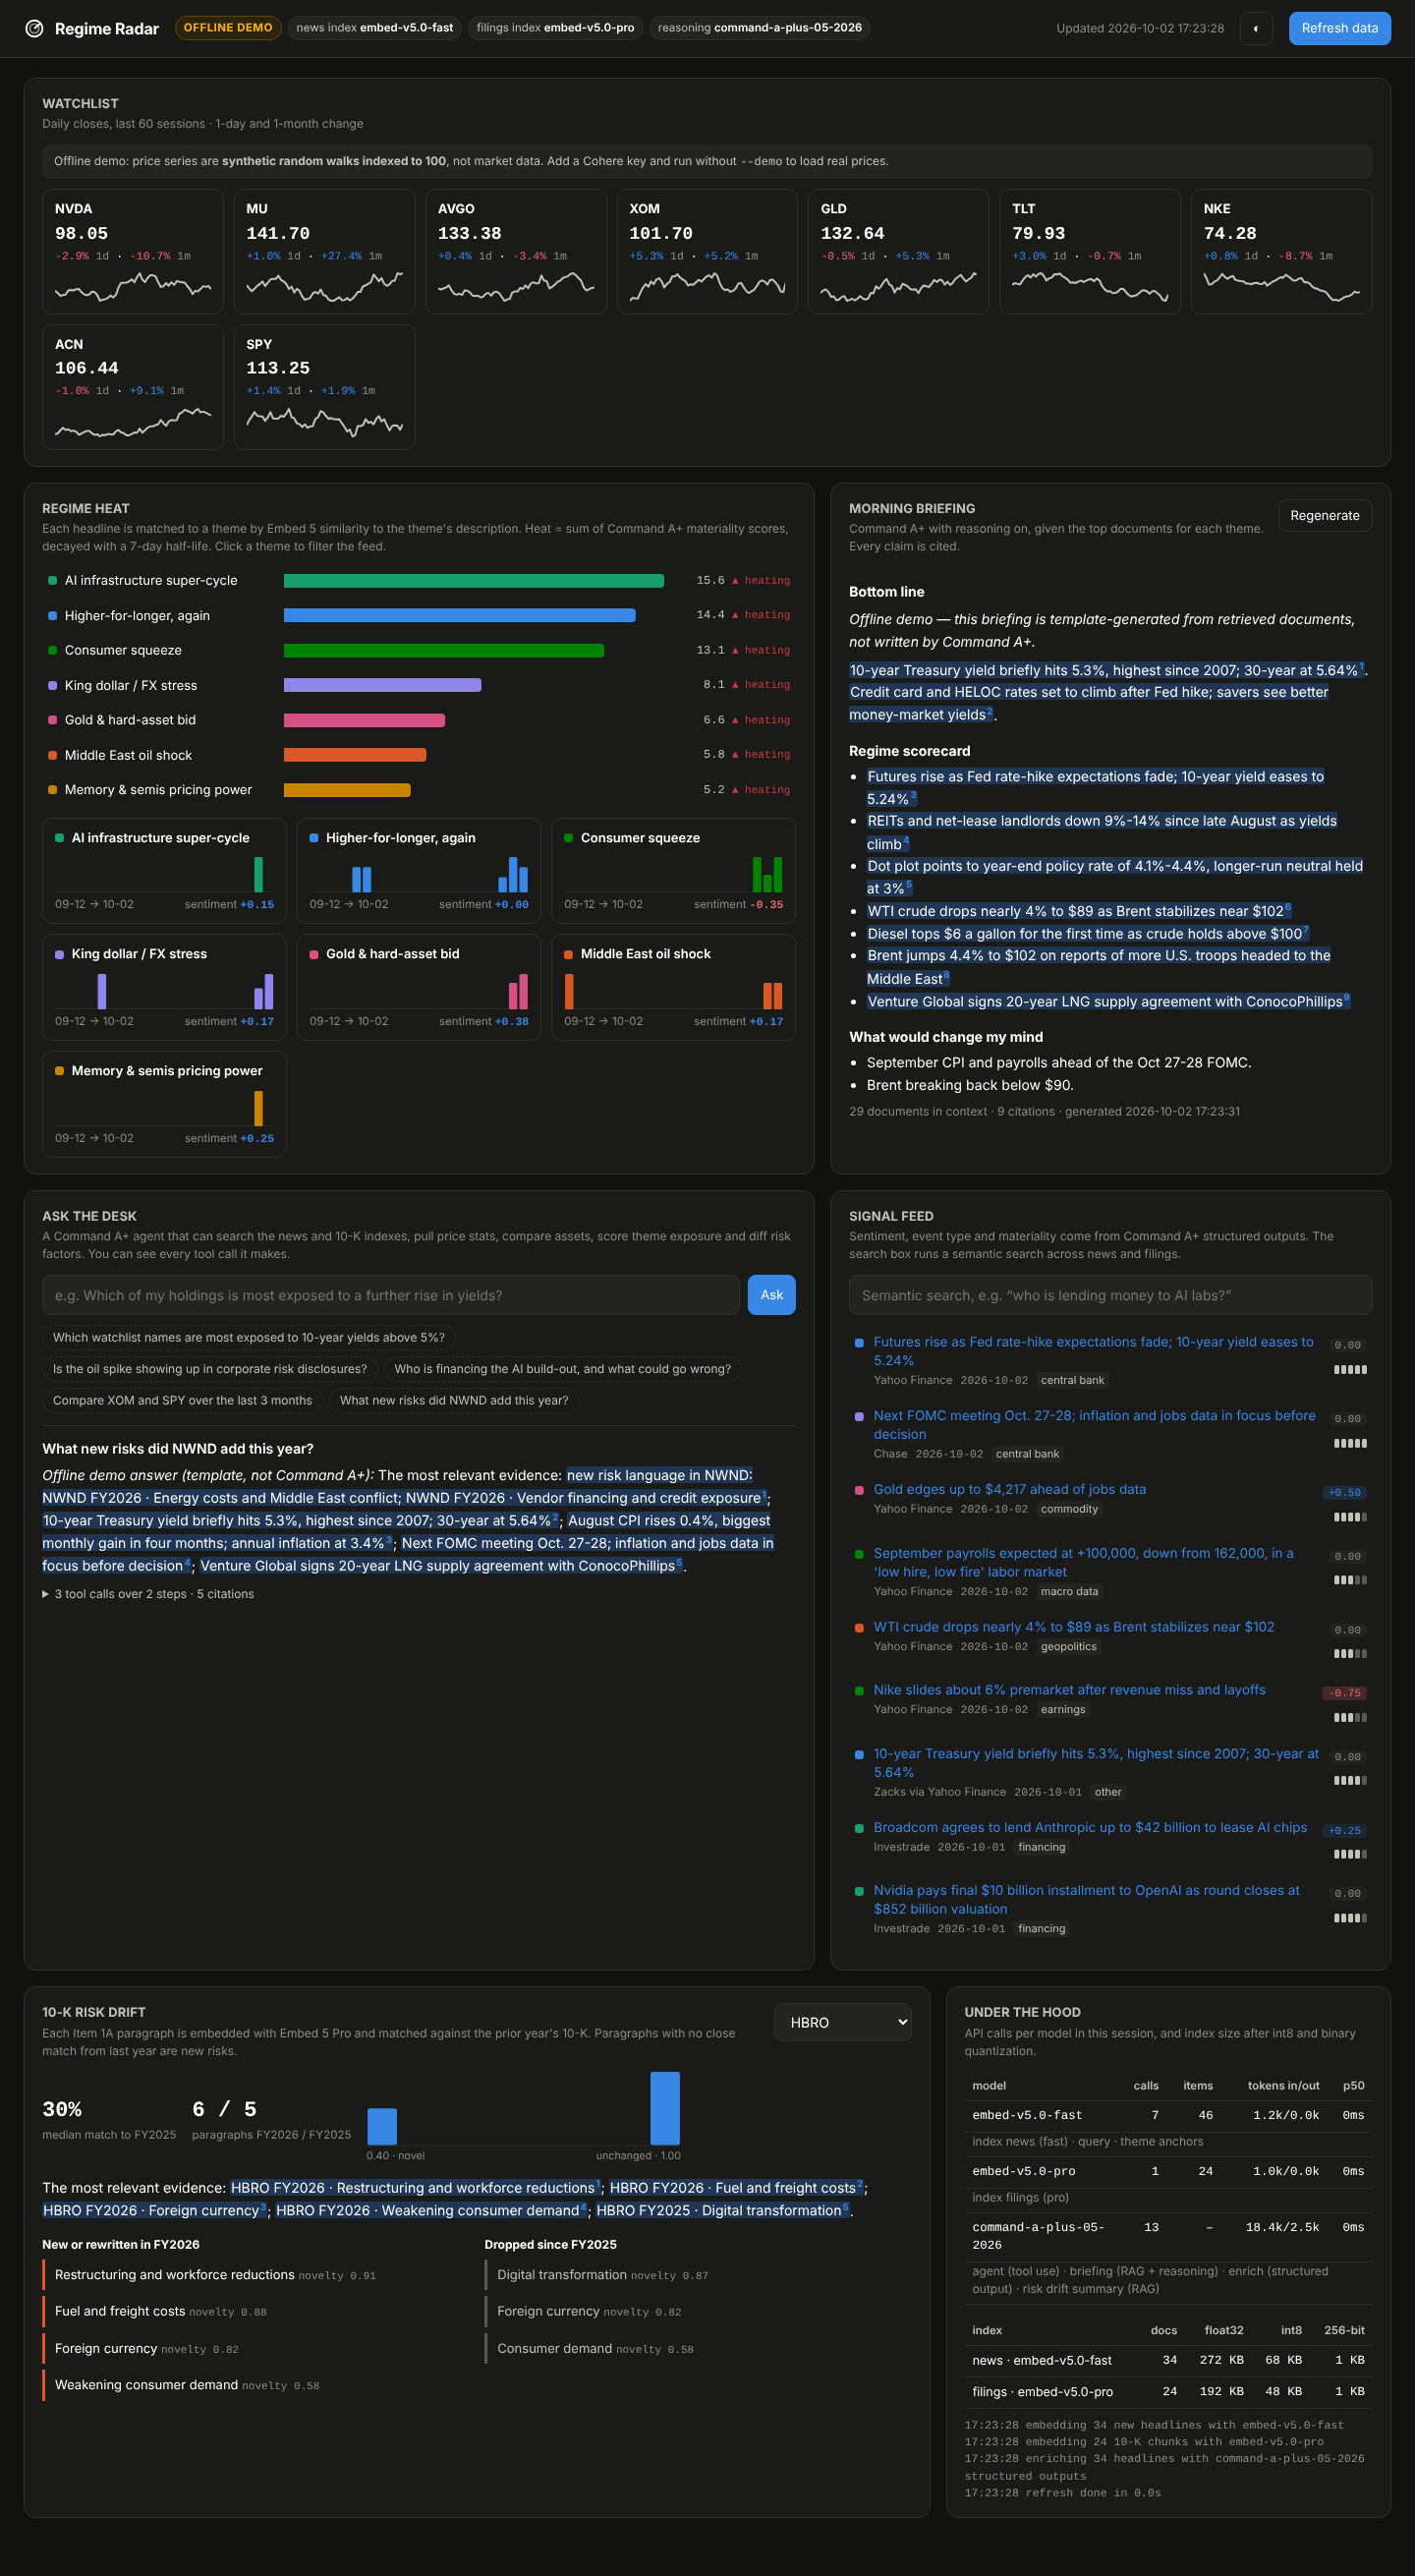 Regime Radar
OFFLINE DEMO
news index embed-v5.0-fast
filings index embed-v5.0-pro
reasoning command-a-plus-05-2026
Updated 2026-10-02 17:23:28
Refresh data
WATCHLIST
Daily closes, last 60 sessions · 1-day and 1-month change
Offline demo: price series are synthetic random walks indexed to 100, not market data. Add a Cohere key and run without --demo to load real prices.
NVDA
98.05
-2.9% 1d · -10.7% 1m
MU
141.70
+1.0% 1d · +27.4% 1m
AVGO
133.38
+0.4% 1d · -3.4% 1m
XOM
101.70
+5.3% 1d · +5.2% 1m
GLD
132.64
-0.5% 1d · +5.3% 1m
TLT
79.93
+3.0% 1d · -0.7% 1m
NKE
74.28
+0.8% 1d · -8.7% 1m
ACN
106.44
-1.0% 1d · +9.1% 1m
SPY
113.25
+1.4% 1d · +1.9% 1m
REGIME HEAT
Each headline is matched to a theme by Embed 5 similarity to the theme's description. Heat = sum of Command A+ materiality scores,
decayed with a 7-day half-life. Click a theme to filter the feed.
AI infrastructure super-cycle 15.6 ▲ heating
Higher-for-longer, again 14.4 ▲ heating
Consumer squeeze 13.1 ▲ heating
King dollar / FX stress 8.1 ▲ heating
Gold & hard-asset bid 6.6 ▲ heating
Middle East oil shock 5.8 ▲ heating
Memory & semis pricing power 5.2 ▲ heating
AI infrastructure super-cycle
09-12 → 10-02 sentiment +0.15
Higher-for-longer, again
09-12 → 10-02 sentiment +0.00
Consumer squeeze
09-12 → 10-02 sentiment -0.35
King dollar / FX stress
09-12 → 10-02 sentiment +0.17
Gold & hard-asset bid
09-12 → 10-02 sentiment +0.38
Middle East oil shock
09-12 → 10-02 sentiment +0.17
Memory & semis pricing power
09-12 → 10-02 sentiment +0.25
MORNING BRIEFING
Command A+ with reasoning on, given the top documents for each theme.
Every claim is cited.
Regenerate
Bottom line
Offline demo — this briefing is template-generated from retrieved documents,
not written by Command A+.
10-year Treasury yield briefly hits 5.3%, highest since 2007; 30-year at 5.64%1.
Credit card and HELOC rates set to climb after Fed hike; savers see better
money-market yields2.
Regime scorecard
• Futures rise as Fed rate-hike expectations fade; 10-year yield eases to
5.24%3
• REITs and net-lease landlords down 9%-14% since late August as yields
climb4
• Dot plot points to year-end policy rate of 4.1%-4.4%, longer-run neutral held
at 3%5
• WTI crude drops nearly 4% to $89 as Brent stabilizes near $1026
• Diesel tops $6 a gallon for the first time as crude holds above $1007
• Brent jumps 4.4% to $102 on reports of more U.S. troops headed to the
Middle East8
• Venture Global signs 20-year LNG supply agreement with ConocoPhillips9
What would change my mind
• September CPI and payrolls ahead of the Oct 27-28 FOMC.
• Brent breaking back below $90.
29 documents in context · 9 citations · generated 2026-10-02 17:23:31
ASK THE DESK
A Command A+ agent that can search the news and 10-K indexes, pull price stats, compare assets, score theme exposure and diff risk
factors. You can see every tool call it makes.
e.g. Which of my holdings is most exposed to a further rise in yields?
Ask
Which watchlist names are most exposed to 10-year yields above 5%?
Is the oil spike showing up in corporate risk disclosures?
Who is financing the AI build-out, and what could go wrong?
Compare XOM and SPY over the last 3 months
What new risks did NWND add this year?
What new risks did NWND add this year?
Offline demo answer (template, not Command A+): The most relevant evidence: new risk language in NWND:
NWND FY2026 · Energy costs and Middle East conflict; NWND FY2026 · Vendor financing and credit exposure1;
10-year Treasury yield briefly hits 5.3%, highest since 2007; 30-year at 5.64%2; August CPI rises 0.4%, biggest
monthly gain in four months; annual inflation at 3.4%3; Next FOMC meeting Oct. 27-28; inflation and jobs data in
focus before decision4; Venture Global signs 20-year LNG supply agreement with ConocoPhillips5.
▶ 3 tool calls over 2 steps · 5 citations
SIGNAL FEED
Sentiment, event type and materiality come from Command A+ structured outputs. The
search box runs a semantic search across news and filings.
Semantic search, e.g. “who is lending money to AI labs?”
Futures rise as Fed rate-hike expectations fade; 10-year yield eases to 0.00
5.24%
Yahoo Finance 2026-10-02 central bank
Next FOMC meeting Oct. 27-28; inflation and jobs data in focus before 0.00
decision
Chase 2026-10-02 central bank
Gold edges up to $4,217 ahead of jobs data +0.50
Yahoo Finance 2026-10-02 commodity
September payrolls expected at +100,000, down from 162,000, in a 0.00
'low hire, low fire' labor market
Yahoo Finance 2026-10-02 macro data
WTI crude drops nearly 4% to $89 as Brent stabilizes near $102 0.00
Yahoo Finance 2026-10-02 geopolitics
Nike slides about 6% premarket after revenue miss and layoffs -0.75
Yahoo Finance 2026-10-02 earnings
10-year Treasury yield briefly hits 5.3%, highest since 2007; 30-year at 0.00
5.64%
Zacks via Yahoo Finance 2026-10-01 other
Broadcom agrees to lend Anthropic up to $42 billion to lease AI chips +0.25
Investrade 2026-10-01 financing
Nvidia pays final $10 billion installment to OpenAI as round closes at 0.00
$852 billion valuation
Investrade 2026-10-01 financing
10-K RISK DRIFT
Each Item 1A paragraph is embedded with Embed 5 Pro and matched against the prior year's 10-K. Paragraphs with no close
match from last year are new risks.
HBRO
30%
median match to FY2025
6 / 5
paragraphs FY2026 / FY2025
0.40 · novel unchanged · 1.00
The most relevant evidence: HBRO FY2026 · Restructuring and workforce reductions1; HBRO FY2026 · Fuel and freight costs2;
HBRO FY2026 · Foreign currency3; HBRO FY2026 · Weakening consumer demand4; HBRO FY2025 · Digital transformation5.
New or rewritten in FY2026
Restructuring and workforce reductions novelty 0.91
Fuel and freight costs novelty 0.88
Foreign currency novelty 0.82
Weakening consumer demand novelty 0.58
Dropped since FY2025
Digital transformation novelty 0.87
Foreign currency novelty 0.82
Consumer demand novelty 0.58
UNDER THE HOOD
API calls per model in this session, and index size after int8 and binary
quantization.
model calls items tokens in/out p50
embed-v5.0-fast 7 46 1.2k/0.0k 0ms
index news (fast) · query · theme anchors
embed-v5.0-pro 1 24 1.0k/0.0k 0ms
index filings (pro)
command-a-plus-05- 13 – 18.4k/2.5k 0ms
2026
agent (tool use) · briefing (RAG + reasoning) · enrich (structured
output) · risk drift summary (RAG)
index docs float32 int8 256-bit
news · embed-v5.0-fast 34 272 KB 68 KB 1 KB
filings · embed-v5.0-pro 24 192 KB 48 KB 1 KB
17:23:28 embedding 34 new headlines with embed-v5.0-fast
17:23:28 embedding 24 10-K chunks with embed-v5.0-pro
17:23:28 enriching 34 headlines with command-a-plus-05-2026
structured outputs
17:23:28 refresh done in 0.0s